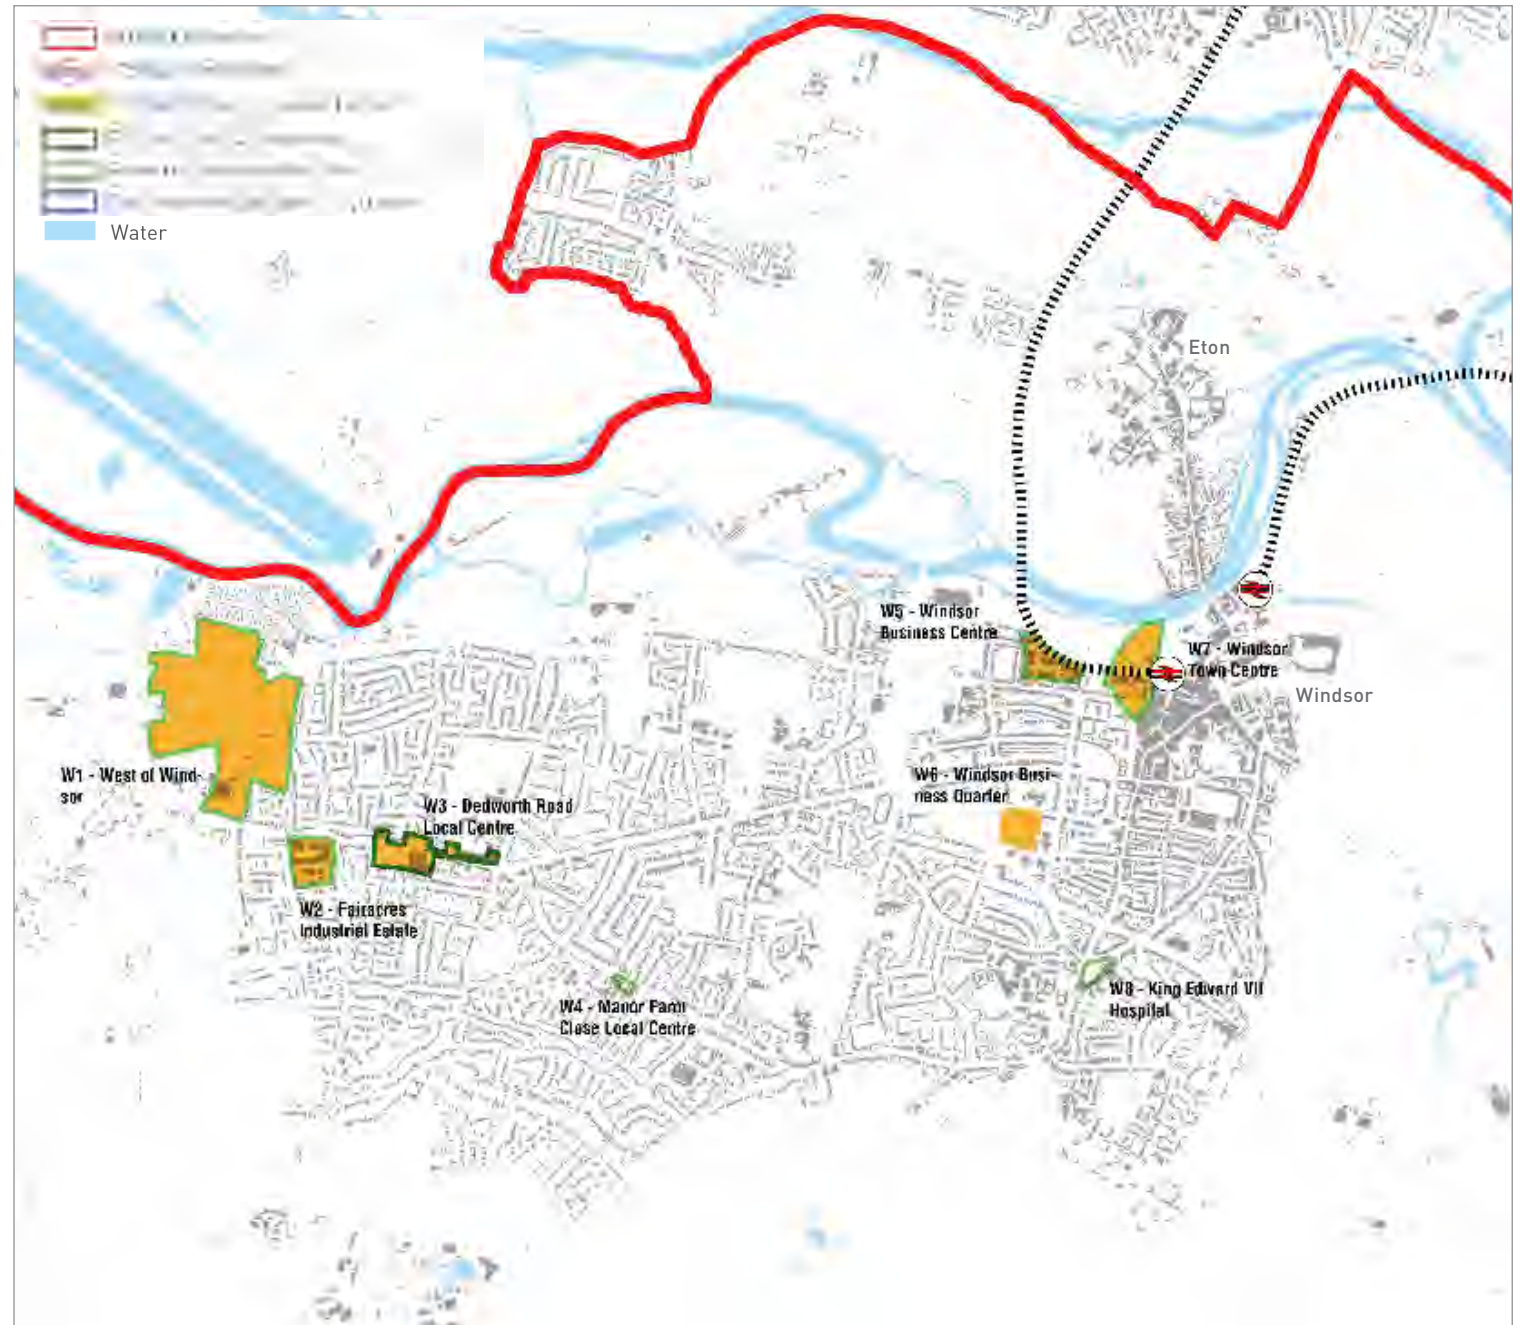 Water
Eton
W5 - Windsor
Business Centre
W7 - Windsor
Town Centre
Windsor
W1 - West of Wind-
sor
W6 - Windsor Busi-
ness Quarter
W3 - Dedworth Road
Local Centre
W2 - Fairacres
Industrial Estate
W4 - Manor Farm
Close Local Centre
W8 - King Edward VII
Hospital